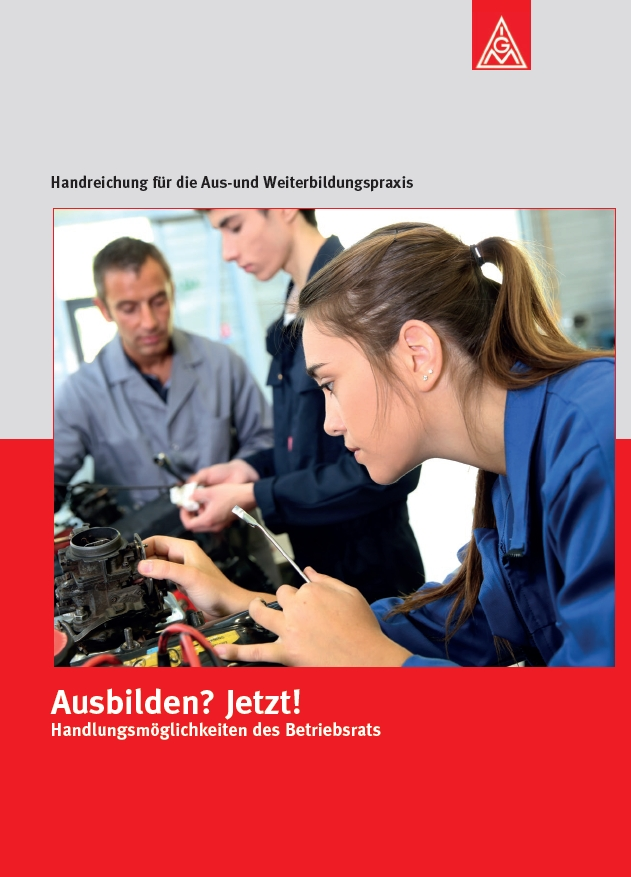 IGM
Handreichung für die Aus-und Weiterbildungspraxis
Ausbilden? Jetzt!
Handlungsmöglichkeiten des Betriebsrats